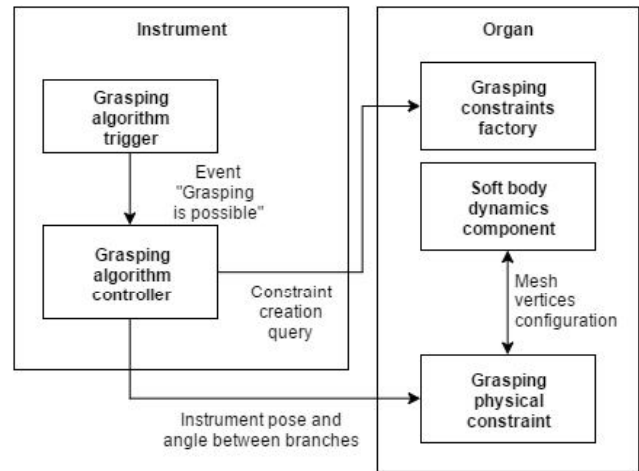 Instrument
Grasping
algorithm
trigger
Event
"Grasping
is possible"
Grasping
algorithm
controller
Constraint
creation
query
Instrument pose and
angle between branches
Organ
Grasping
constraints
factory
Soft body
dynamics
component
Mesh
vertices
configuration
Grasping
physical
constraint